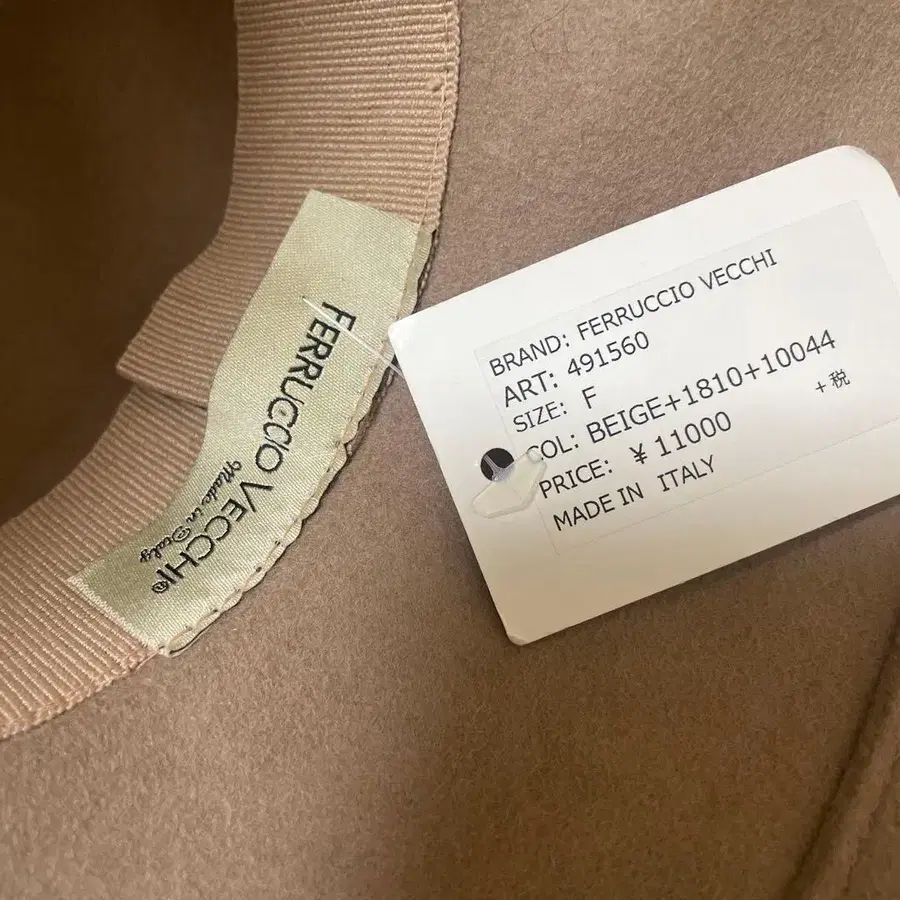 FERRUCCIO VECCHI®
Made in Italy
BRAND: FERRUCCIO VECCHI
ART: 491560
SIZE: F
COL: BEIGE+1810+10044
PRICE: ¥11000 +税
MADE IN ITALY